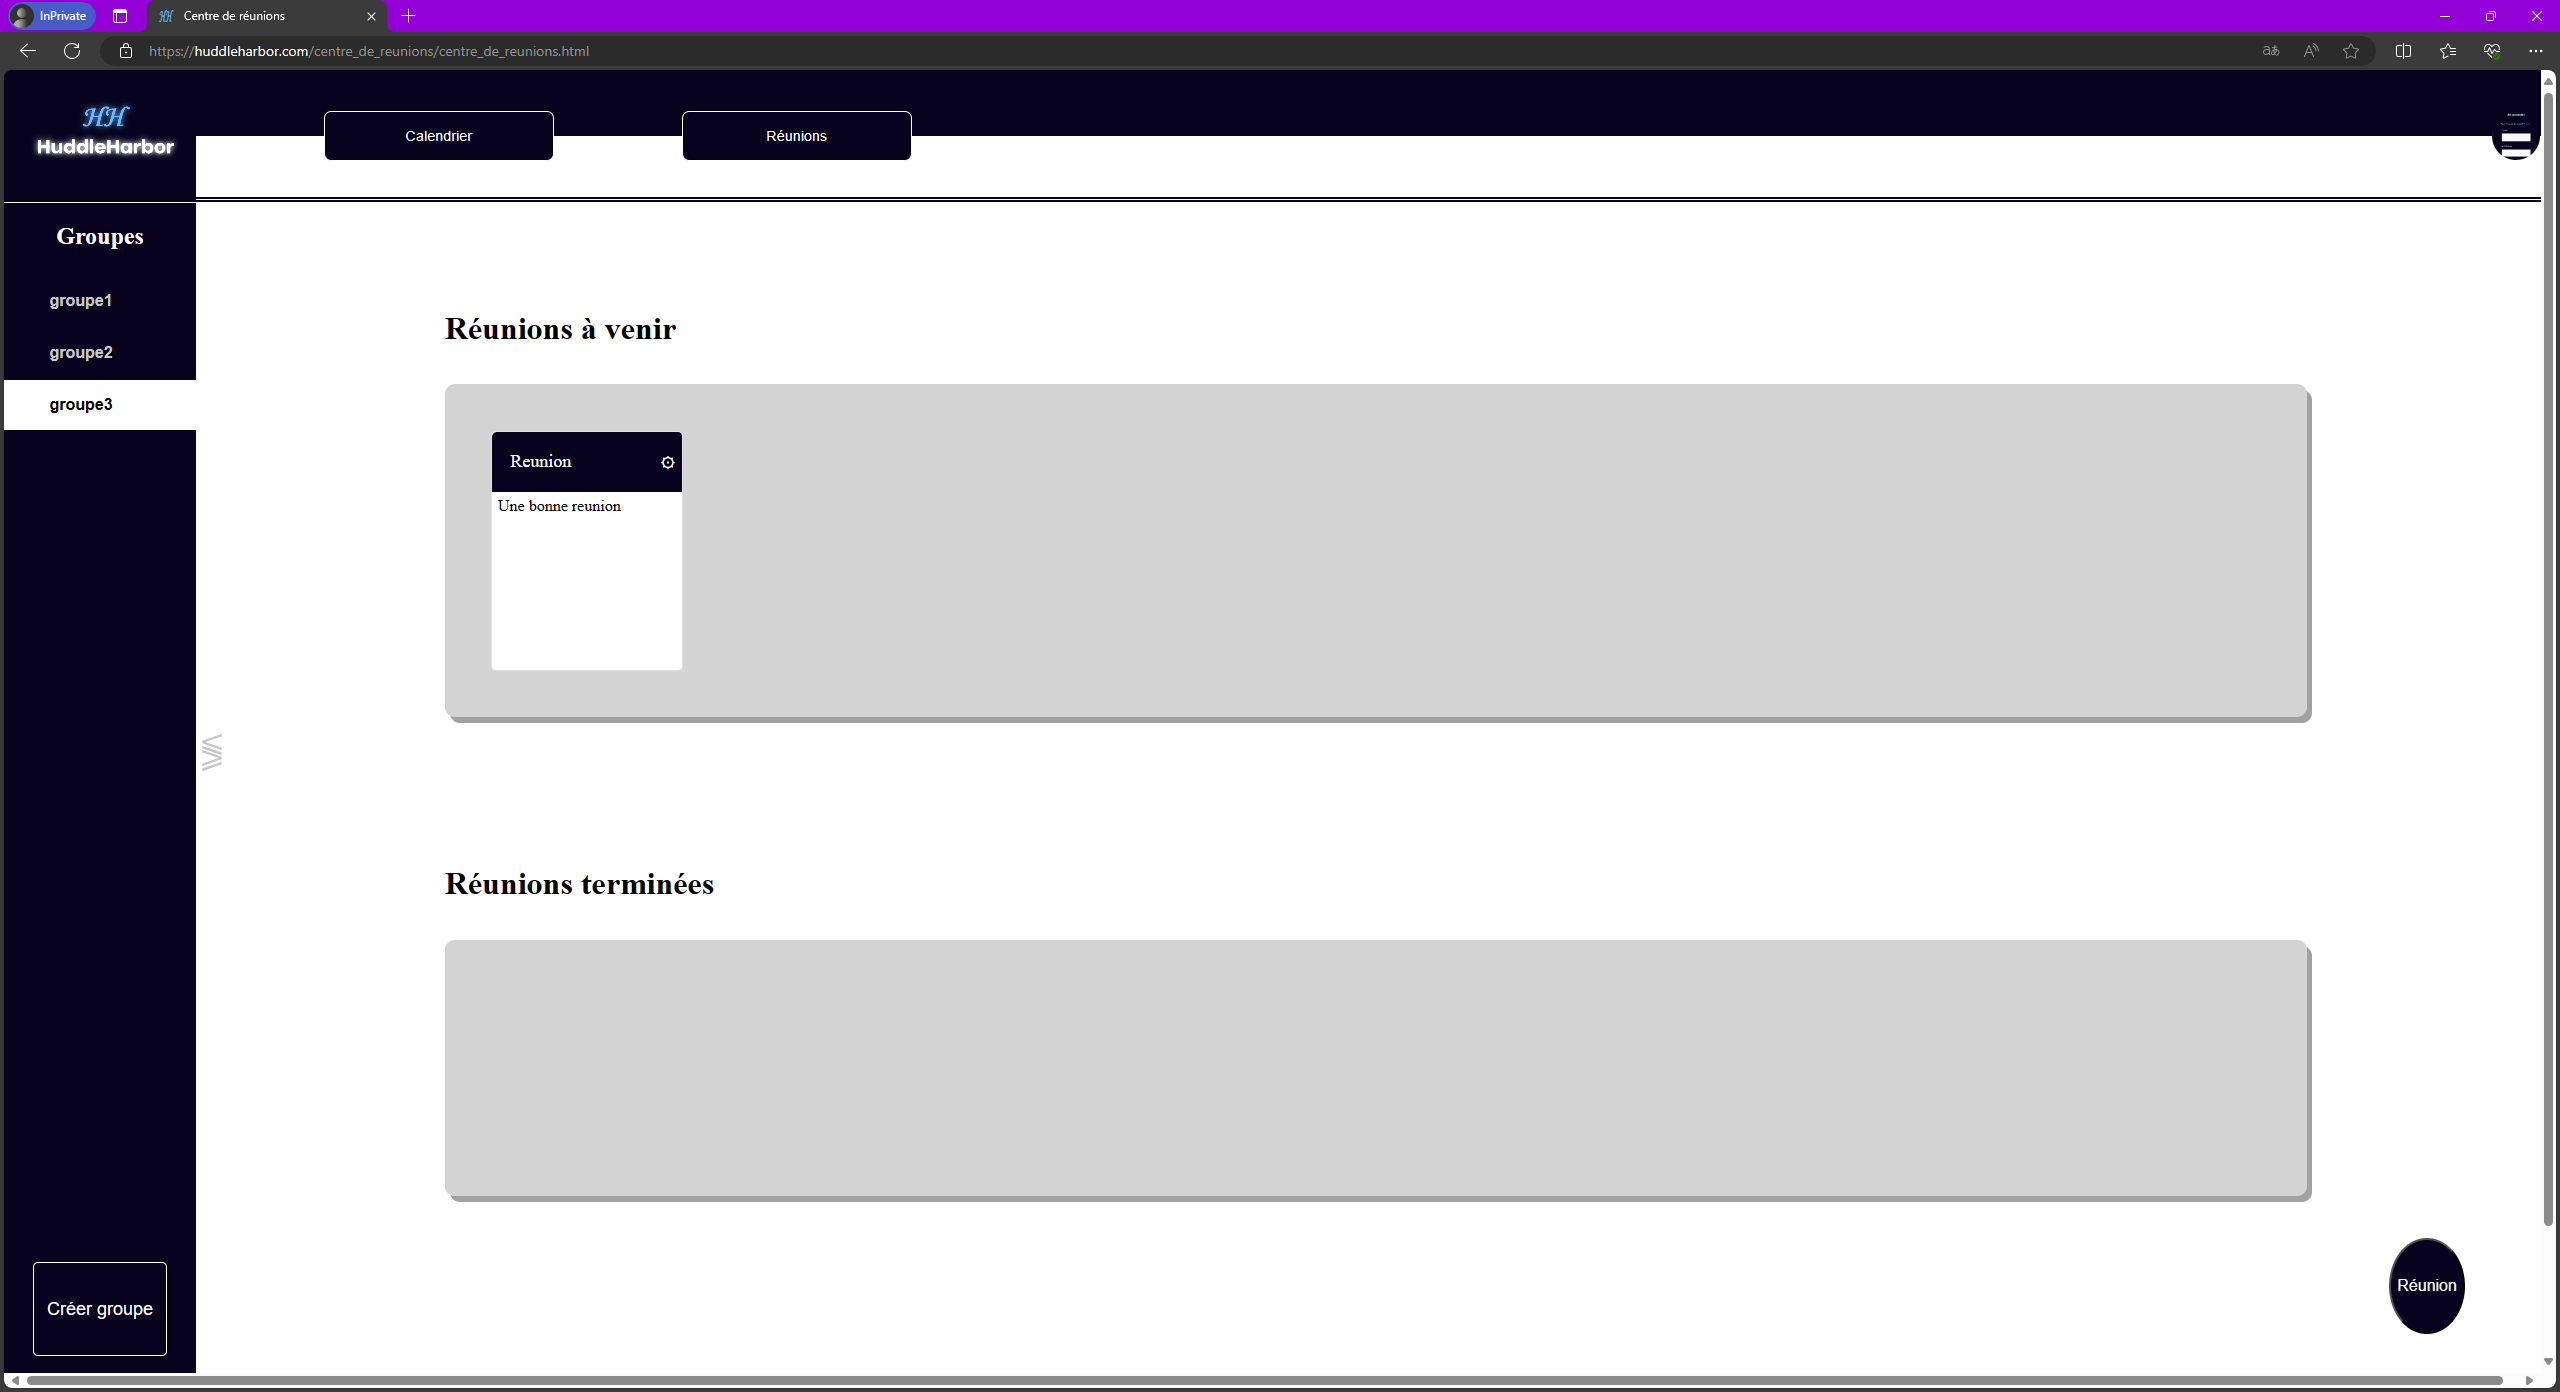 InPrivate
Centre de réunions
https://huddleharbor.com/centre_de_reunions/centre_de_reunions.html
HH
HuddleHarbor
Calendrier
Réunions
Groupes
groupe1
groupe2
groupe3
Réunions à venir
Reunion
Une bonne reunion
Réunions terminées
Créer groupe
Réunion